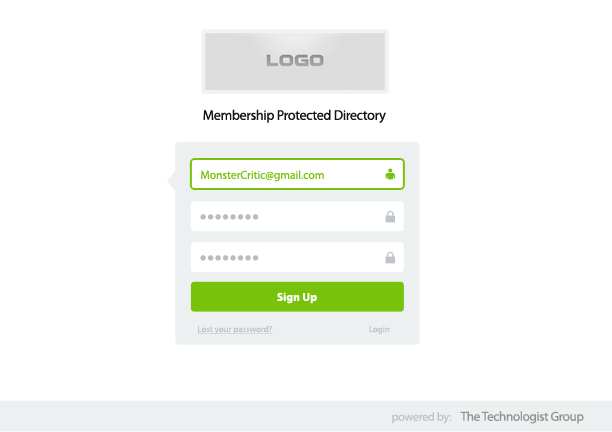 LOGO
Membership Protected Directory
MonsterCritic@gmail.com
●●●●●●●●
●●●●●●●●
Sign Up
Lost your password? Login
powered by: The Technologist Group